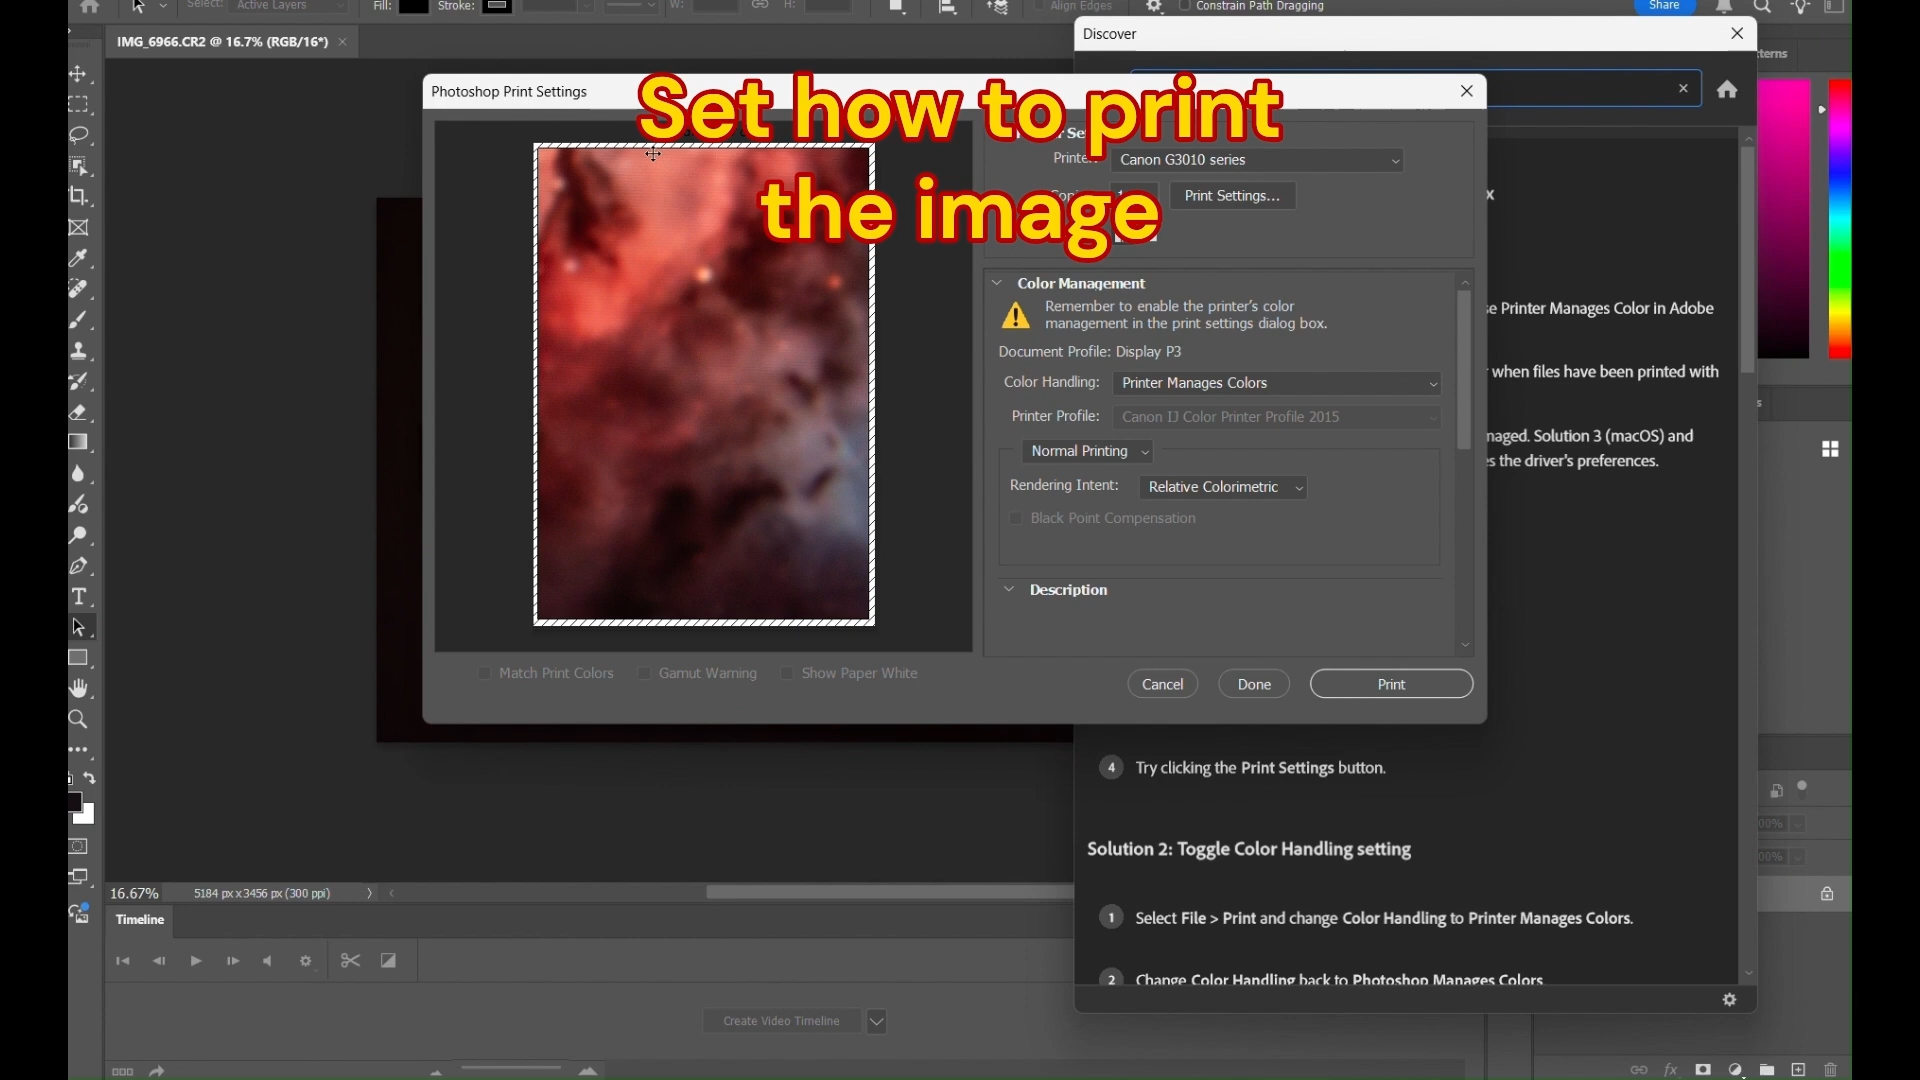 Select:
Active Layers
Fill:
Stroke:
W:
H:
Align Edges
Constrain Path Dragging
Share
IMG_6966.CR2 @ 16.7% (RGB/16*)
Discover
Photoshop Print Settings
Set how to print
the image
Printer:
Canon G3010 series
Print Settings...
Color Management
Remember to enable the printer's color
management in the print settings dialog box.
Document Profile: Display P3
Color Handling:
Printer Manages Colors
Printer Profile:
Canon IJ Color Printer Profile 2015
Normal Printing
Rendering Intent:
Relative Colorimetric
Black Point Compensation
Description
Match Print Colors
Gamut Warning
Show Paper White
Cancel
Done
Print
Printer Manages Color in Adobe
when files have been printed with
Solution 3 (macOS) and
the driver's preferences.
4 Try clicking the Print Settings button.
Solution 2: Toggle Color Handling setting
1 Select File > Print and change Color Handling to Printer Manages Colors.
2 Change Color Handling back to Photoshop Manages Colors
16.67%
5184 px x 3456 px (300 ppi)
Timeline
Create Video Timeline
fx